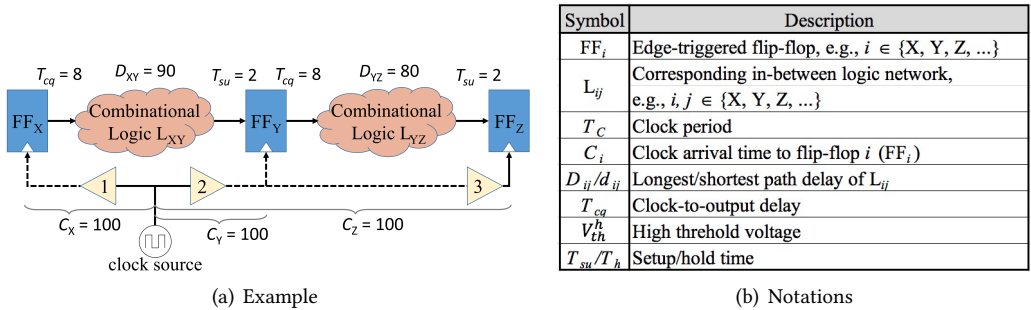 T_cq = 8 D_XY = 90 T_su = 2 T_cq = 8 D_YZ = 80 T_su = 2
FF_X Combinational Logic L_XY FF_Y Combinational Logic L_YZ FF_Z
1 2 3
C_X = 100 C_Y = 100 C_Z = 100
clock source
(a) Example
Symbol Description
FF_i Edge-triggered flip-flop, e.g., i ∈ {X, Y, Z, ...}
L_ij Corresponding in-between logic network,
e.g., i, j ∈ {X, Y, Z, ...}
T_C Clock period
C_i Clock arrival time to flip-flop i (FF_i)
D_ij/d_ij Longest/shortest path delay of L_ij
T_cq Clock-to-output delay
V_th^h High threhold voltage
T_su/T_h Setup/hold time
(b) Notations